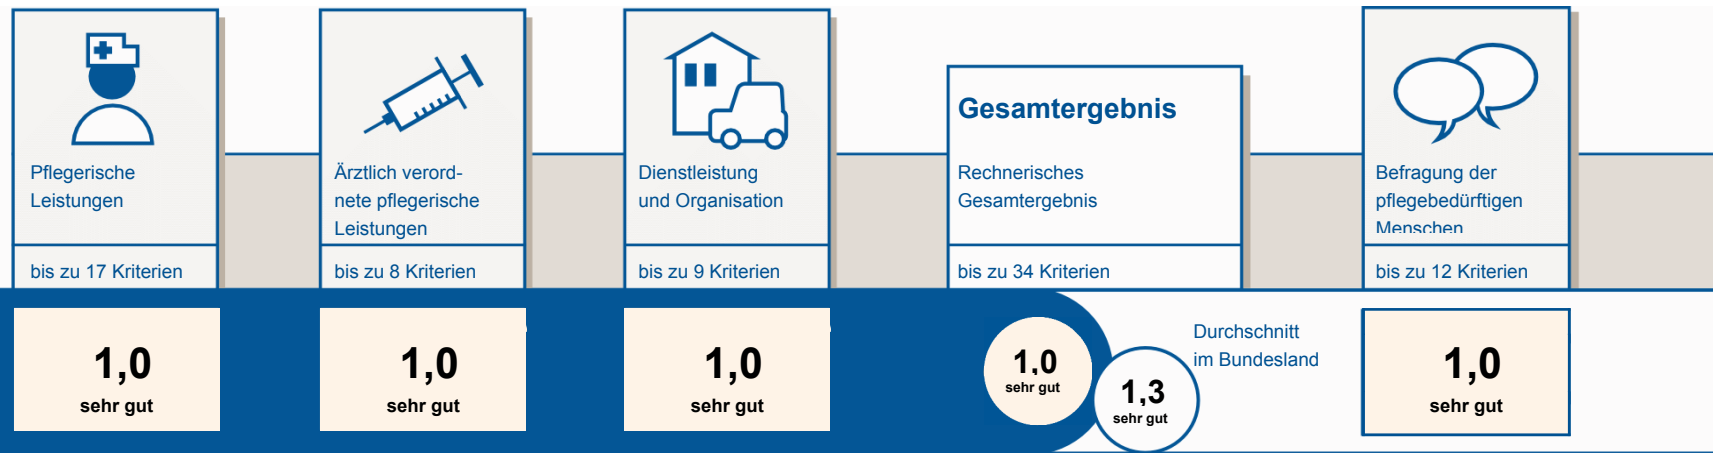 Pflegerische
Leistungen
bis zu 17 Kriterien
1,0
sehr gut
Ärztlich verord-
nete pflegerische
Leistungen
bis zu 8 Kriterien
1,0
sehr gut
Dienstleistung
und Organisation
bis zu 9 Kriterien
1,0
sehr gut
Gesamtergebnis
Rechnerisches
Gesamtergebnis
bis zu 34 Kriterien
1,0
sehr gut
1,3
sehr gut
Durchschnitt
im Bundesland
Befragung der
pflegebedürftigen
Menschen
bis zu 12 Kriterien
1,0
sehr gut